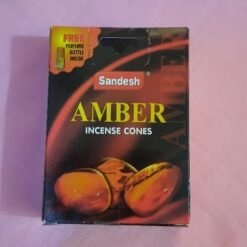 FREE
PERFUME
BOTTLE
INSIDE
Sandesh
AMBER
INCENSE CONES
AMBER